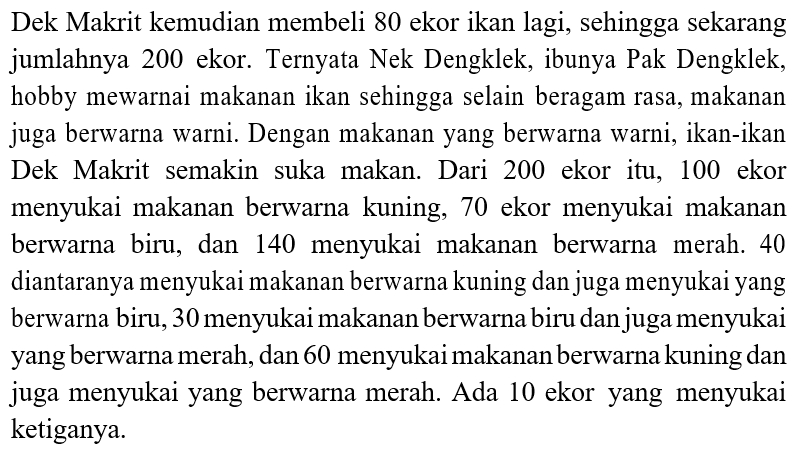 Dek Makrit kemudian membeli 80 ekor ikan lagi, sehingga sekarang
jumlahnya 200 ekor. Ternyata Nek Dengklek, ibunya Pak Dengklek,
hobby mewarnai makanan ikan sehingga selain beragam rasa, makanan
juga berwarna warni. Dengan makanan yang berwarna warni, ikan-ikan
Dek Makrit semakin suka makan. Dari 200 ekor itu, 100 ekor
menyukai makanan berwarna kuning, 70 ekor menyukai makanan
berwarna biru, dan 140 menyukai makanan berwarna merah. 40
diantaranya menyukai makanan berwarna kuning dan juga menyukai yang
berwarna biru, 30 menyukai makanan berwarna biru dan juga menyukai
yang berwarna merah, dan 60 menyukai makanan berwarna kuning dan
juga menyukai yang berwarna merah. Ada 10 ekor yang menyukai
ketiganya.